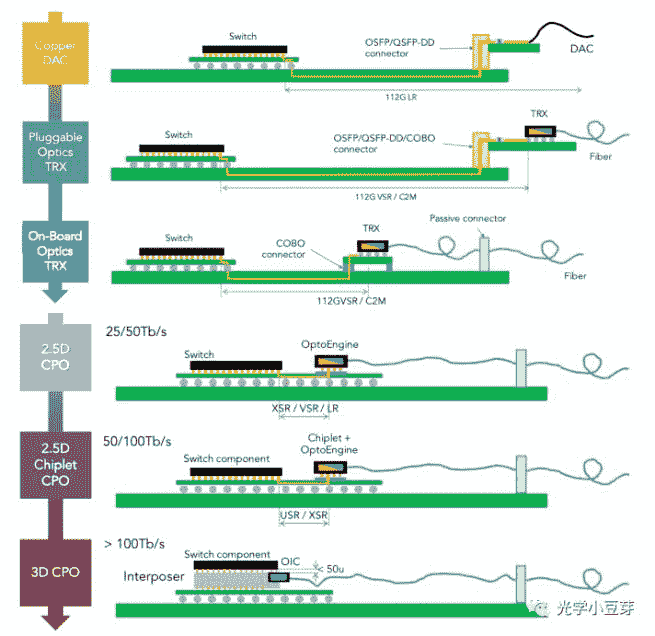 Copper
DAC
Switch
OSFP/QSFP-DD
connector
DAC
112G LR
Pluggable
Optics
TRX
Switch
OSFP/QSFP-DD/COBO
connector
TRX
Fiber
112G VSR / C2M
On-Board
Optics
TRX
Switch
COBO
connector
TRX
Passive connector
Fiber
112GVSR / C2M
25/50Tb/s
2.5D
CPO
Switch
OptoEngine
XSR / VSR / LR
50/100Tb/s
2.5D
Chiplet
CPO
Switch component
Chiplet +
OptoEngine
USR / XSR
> 100Tb/s
3D CPO
Switch component
OIC
< 50u
Interposer
光学小豆芽